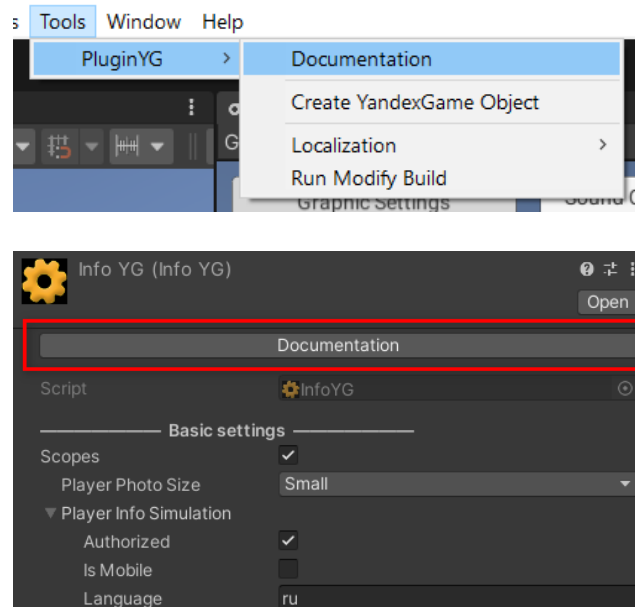 s Tools Window Help
PluginYG > Documentation
Create YandexGame Object
G Localization >
Run Modify Build
Graphic Settings Sound
Info YG (Info YG)
Open
Documentation
Script InfoYG
Basic settings
Scopes
Player Photo Size Small
Player Info Simulation
Authorized
Is Mobile
Language ru